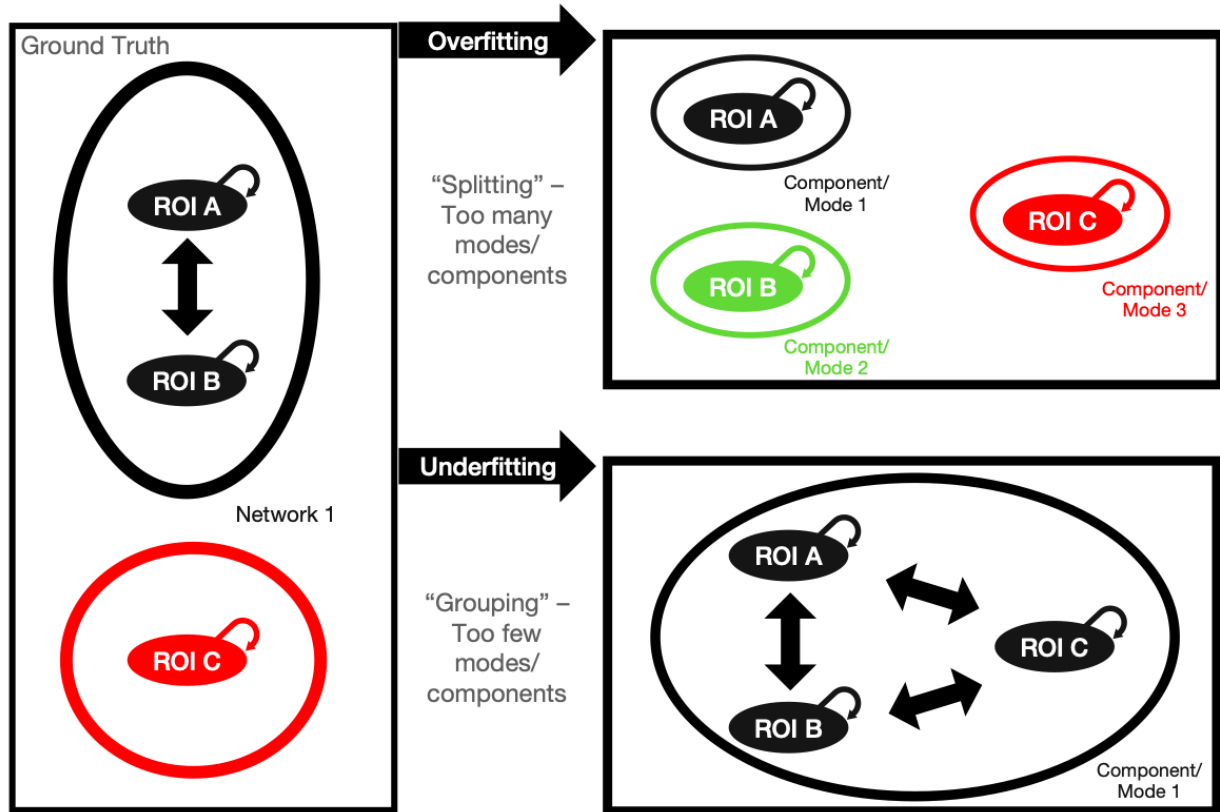 Ground Truth
ROI A
ROI B
Network 1
ROI C
Overfitting
“Splitting” –
Too many
modes/
components
ROI A
Component/
Mode 1
ROI B
Component/
Mode 2
ROI C
Component/
Mode 3
Underfitting
“Grouping” –
Too few
modes/
components
ROI A
ROI C
ROI B
Component/
Mode 1